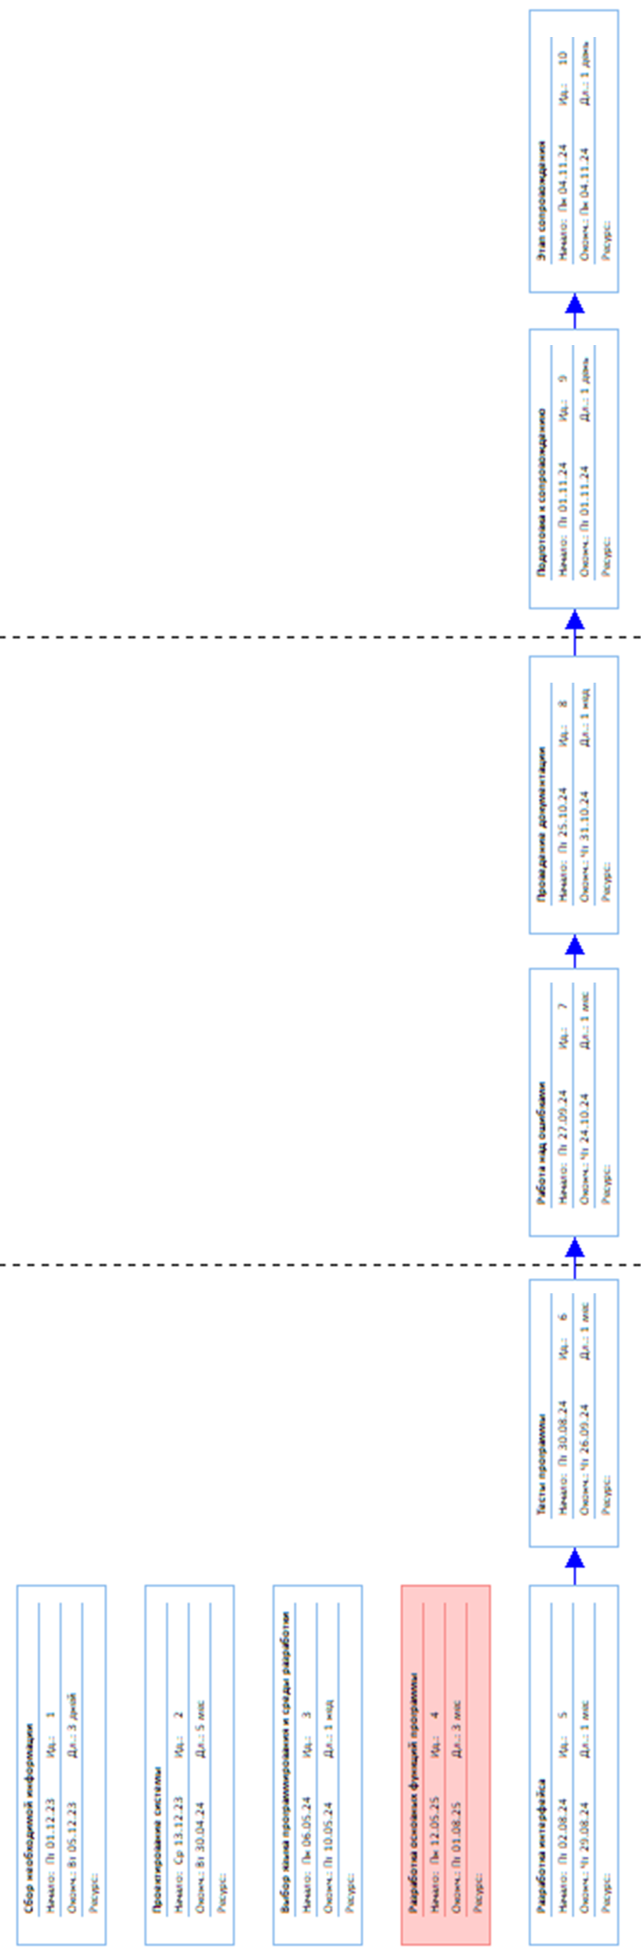 Сбор необходимой информации
Начало: Пт 01.12.23 Ид.: 1
Оконч.: Вт 05.12.23 Дл.: 3 дней
Ресурс:
Проектирование системы
Начало: Ср 13.12.23 Ид.: 2
Оконч.: Вт 30.04.24 Дл.: 5 мес
Ресурс:
Выбор языка программирования и среды разработки
Начало: Пн 06.05.24 Ид.: 3
Оконч.: Пт 10.05.24 Дл.: 1 нед
Ресурс:
Разработка основных функций программы
Начало: Пн 12.05.25 Ид.: 4
Оконч.: Пт 01.08.25 Дл.: 3 мес
Ресурс:
Разработка интерфейса
Начало: Пт 02.08.24 Ид.: 5
Оконч.: Чт 29.08.24 Дл.: 1 мес
Ресурс:
Тесты программы
Начало: Пт 30.08.24 Ид.: 6
Оконч.: Чт 26.09.24 Дл.: 1 мес
Ресурс:
Работа над ошибками
Начало: Пт 27.09.24 Ид.: 7
Оконч.: Чт 24.10.24 Дл.: 1 мес
Ресурс:
Проведение документации
Начало: Пт 25.10.24 Ид.: 8
Оконч.: Чт 31.10.24 Дл.: 1 нед
Ресурс:
Подготовка к сопровождению
Начало: Пт 01.11.24 Ид.: 9
Оконч.: Пт 01.11.24 Дл.: 1 день
Ресурс:
Этап сопровождения
Начало: Пн 04.11.24 Ид.: 10
Оконч.: Пн 04.11.24 Дл.: 1 день
Ресурс: